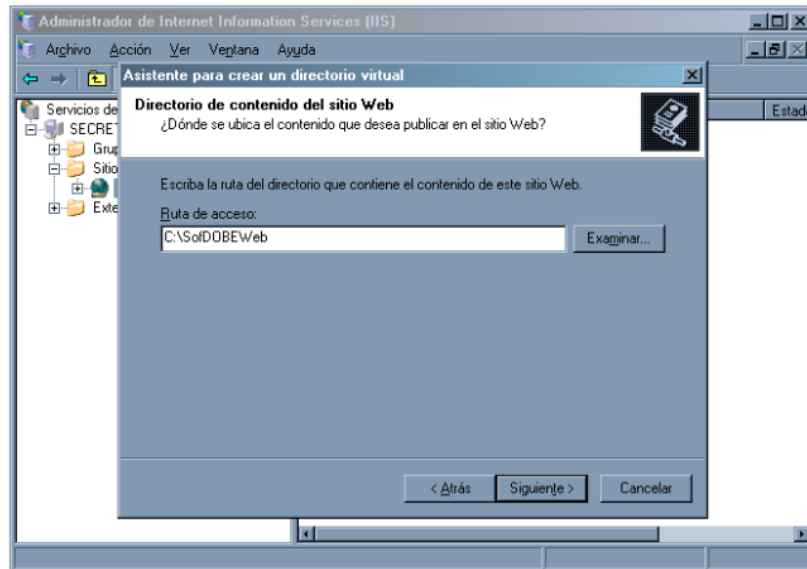 Administrador de Internet Information Services (IIS)
Archivo Acción Ver Ventana Ayuda
Asistente para crear un directorio virtual
Servicios de
Estad
SECRET
Directorio de contenido del sitio Web
¿Dónde se ubica el contenido que desea publicar en el sitio Web?
Grup
Sitio
Exte
Escriba la ruta del directorio que contiene el contenido de este sitio Web.
Ruta de acceso:
C:\SofDOBEWeb
Examinar...
< Atrás Siguiente > Cancelar